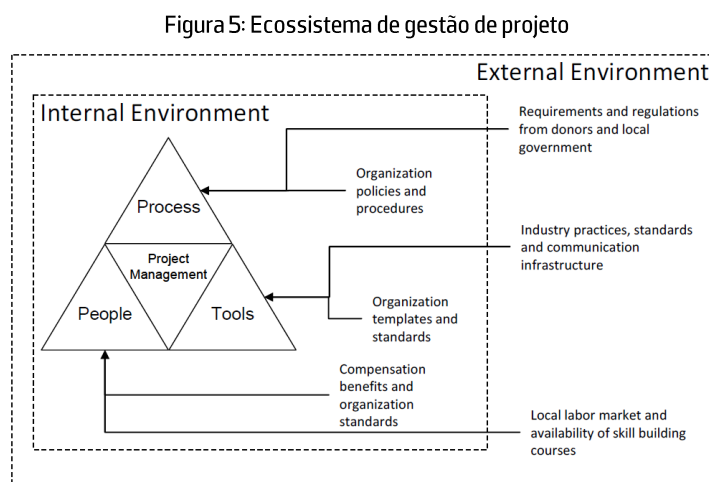 Figura 5: Ecossistema de gestão de projeto
External Environment
Internal Environment
Requirements and regulations
from donors and local
government
Organization
policies and
procedures
Process
Industry practices, standards
and communication
infrastructure
Project
Management
People
Tools
Organization
templates and
standards
Compensation
benefits and
organization
standards
Local labor market and
availability of skill building
courses